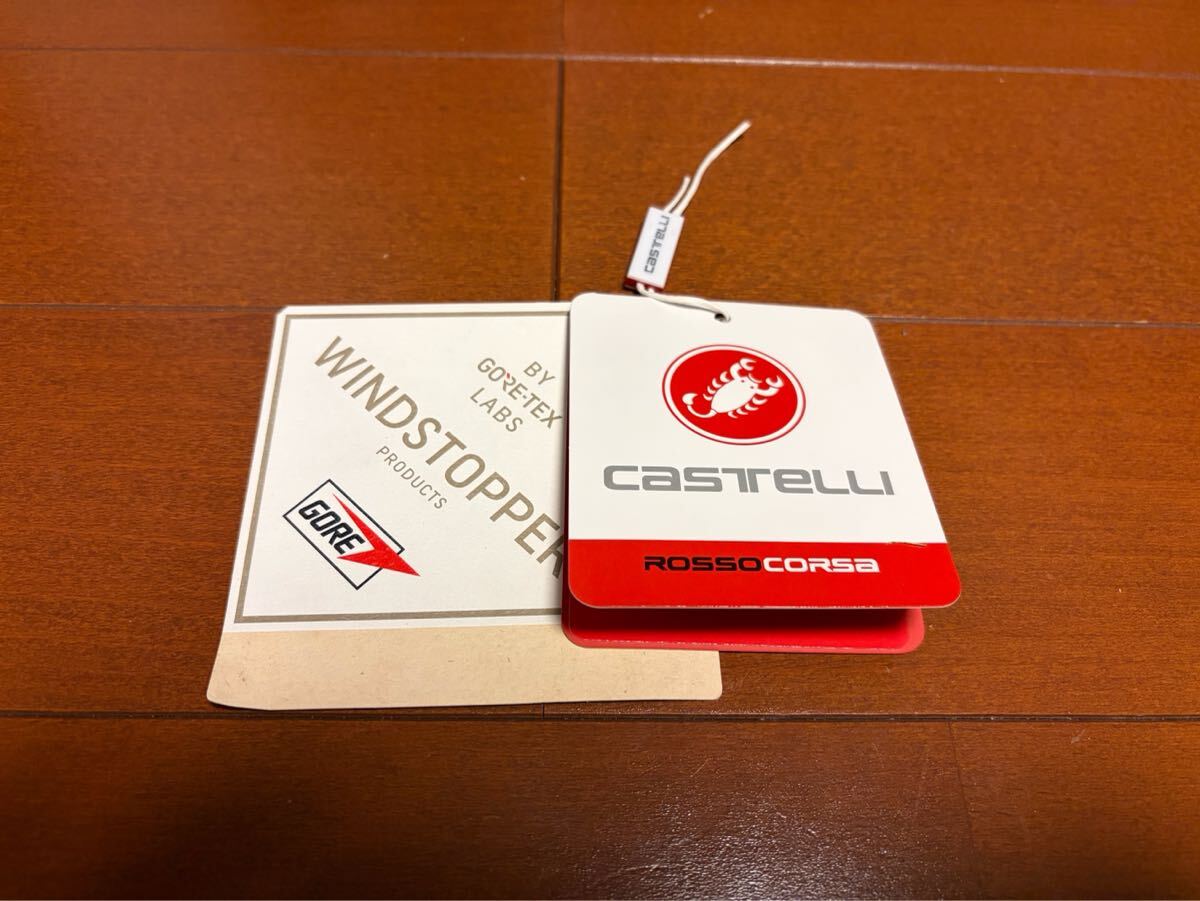 BY
GORE-TEX
LABS
WINDSTOPPER
PRODUCTS
GORE
CASTELLI
CASTELLI
ROSSOCORSA